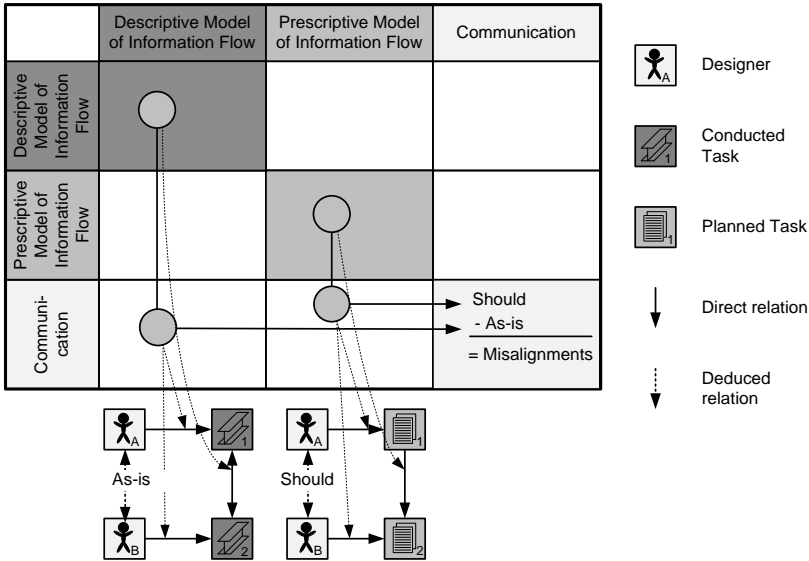 Descriptive Model
of Information Flow
Prescriptive Model
of Information Flow
Communication
Descriptive
Model of
Information
Flow
Prescriptive
Model of
Information
Flow
Communi-
cation
Should
- As-is
= Misalignments
A
1
A
1
As-is
Should
B
2
B
2
A
Designer
1
Conducted
Task
1
Planned Task
Direct relation
Deduced
relation